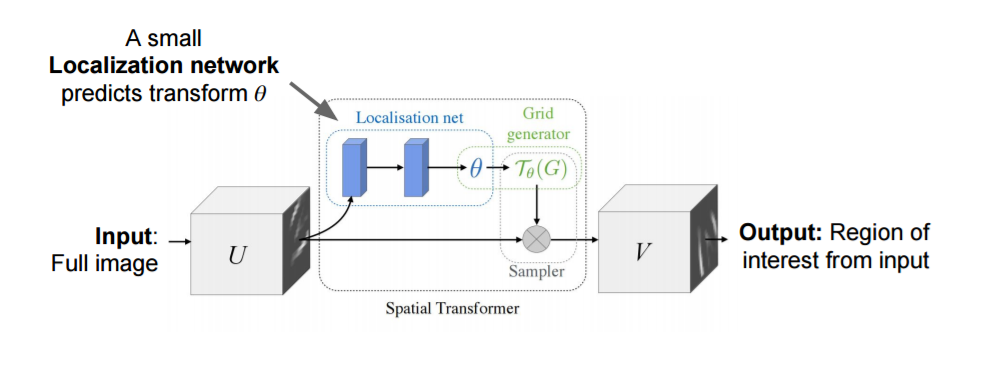 A small
Localization network
predicts transform θ
Localisation net
Grid
generator
θ
𝒯θ(G)
Input:
Full image
U
V
Output: Region of
interest from input
Sampler
Spatial Transformer